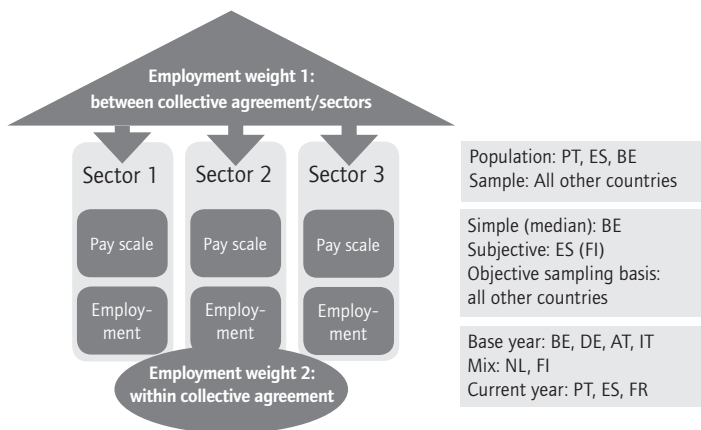 Employment weight 1:
between collective agreement/sectors
Sector 1
Sector 2
Sector 3
Pay scale
Pay scale
Pay scale
Employ-
ment
Employ-
ment
Employ-
ment
Employment weight 2:
within collective agreement
Population: PT, ES, BE
Sample: All other countries
Simple (median): BE
Subjective: ES (FI)
Objective sampling basis:
all other countries
Base year: BE, DE, AT, IT
Mix: NL, FI
Current year: PT, ES, FR